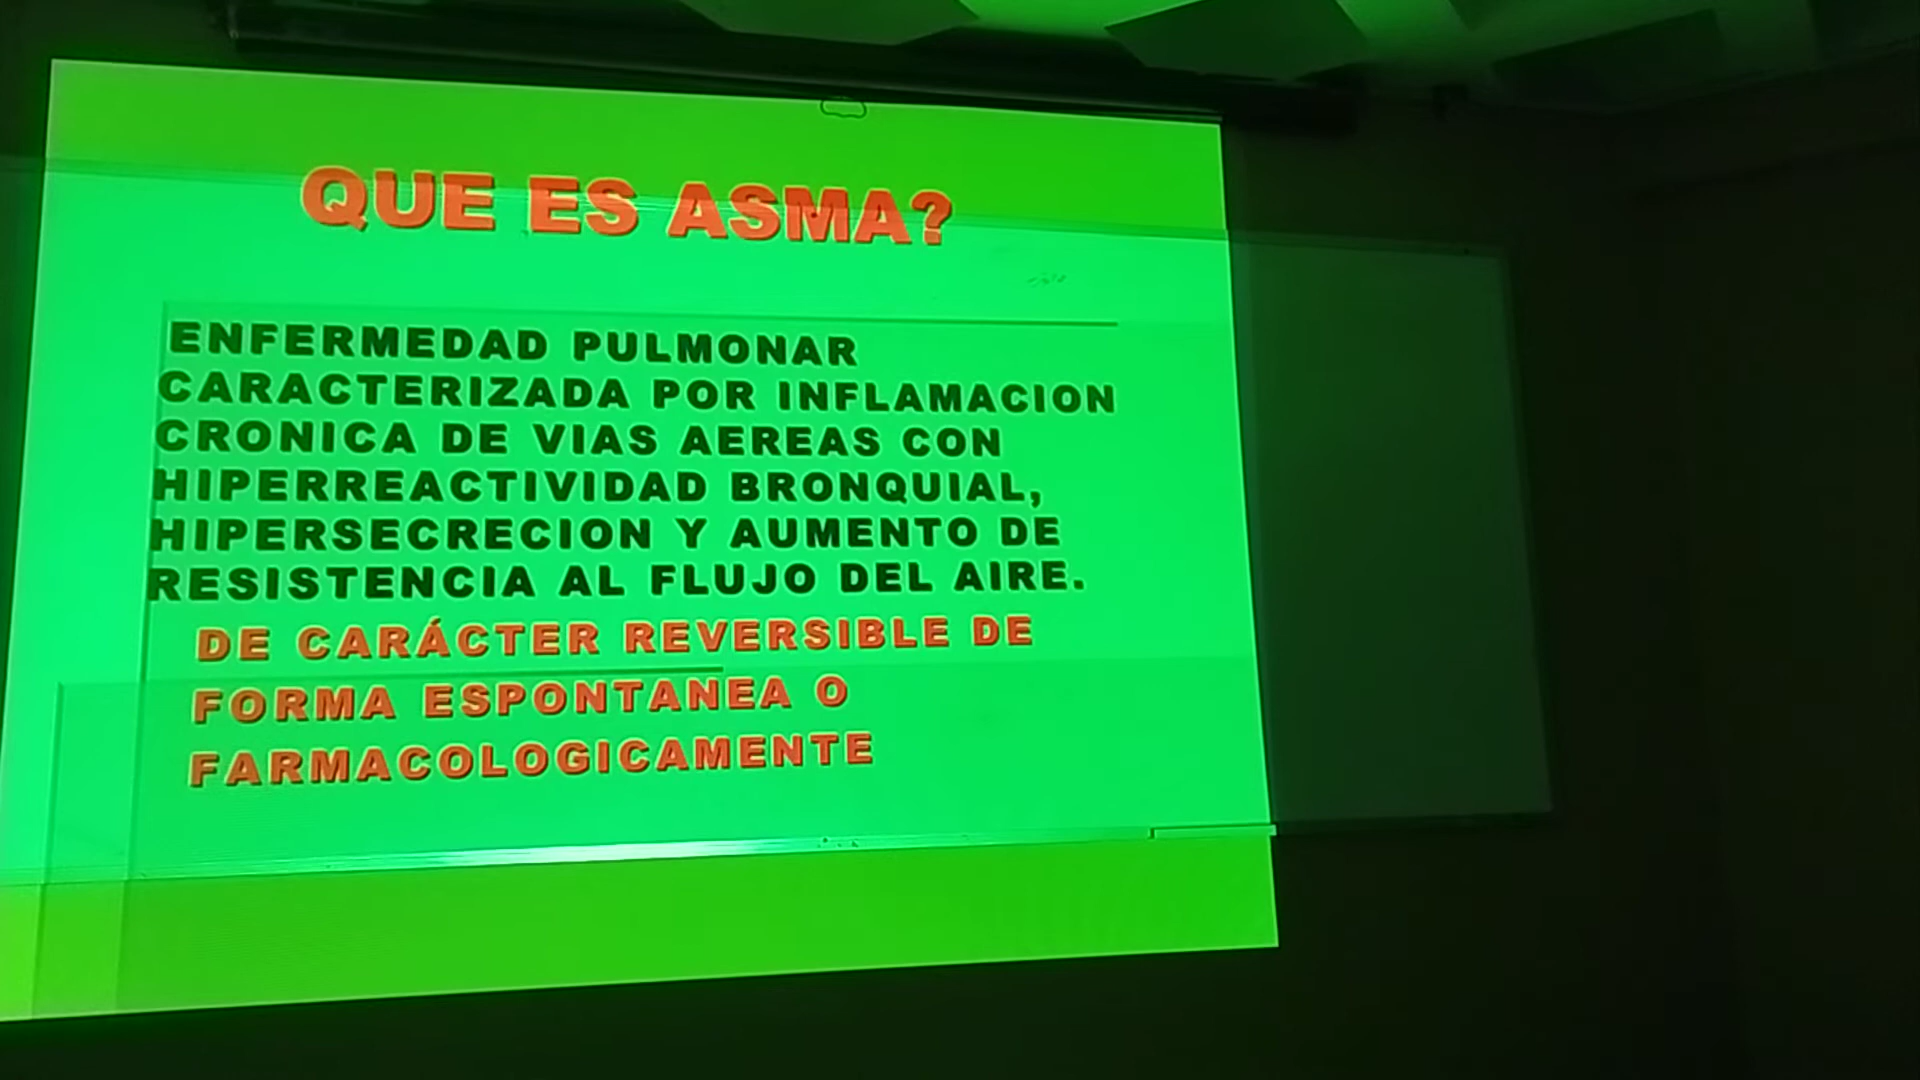 QUE ES ASMA?
ENFERMEDAD PULMONAR
CARACTERIZADA POR INFLAMACION
CRONICA DE VIAS AEREAS CON
HIPERREACTIVIDAD BRONQUIAL,
HIPERSECRECION Y AUMENTO DE
RESISTENCIA AL FLUJO DEL AIRE.
DE CARÁCTER REVERSIBLE DE
FORMA ESPONTANEA O
FARMACOLOGICAMENTE